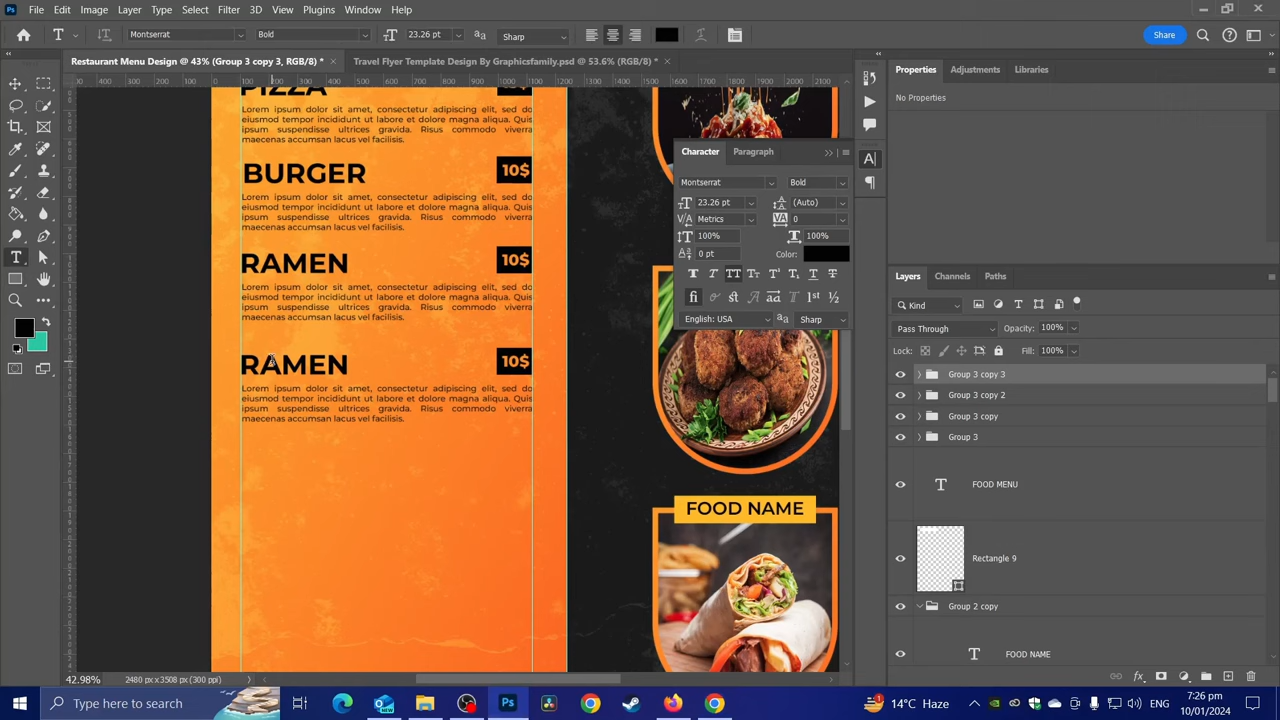 File Edit Image Layer Type Select Filter 3D View Plugins Window Help
Montserrat Bold 23.26 pt Sharp Share
Restaurant Menu Design @ 43% (Group 3 copy 3, RGB/8) * × Travel Flyer Template Design By Graphicsfamily.psd @ 53.6% (RGB/8) * ×
Properties Adjustments Libraries
No Properties
PIZZA
Lorem ipsum dolor sit amet, consectetur adipiscing elit, sed do
eiusmod tempor incididunt ut labore et dolore magna aliqua. Quis
ipsum suspendisse ultrices gravida. Risus commodo viverra
maecenas accumsan lacus vel facilisis.
BURGER 10$
Lorem ipsum dolor sit amet, consectetur adipiscing elit, sed do
eiusmod tempor incididunt ut labore et dolore magna aliqua. Quis
ipsum suspendisse ultrices gravida. Risus commodo viverra
maecenas accumsan lacus vel facilisis.
RAMEN 10$
Lorem ipsum dolor sit amet, consectetur adipiscing elit, sed do
eiusmod tempor incididunt ut labore et dolore magna aliqua. Quis
ipsum suspendisse ultrices gravida. Risus commodo viverra
maecenas accumsan lacus vel facilisis.
RAMEN 10$
Lorem ipsum dolor sit amet, consectetur adipiscing elit, sed do
eiusmod tempor incididunt ut labore et dolore magna aliqua. Quis
ipsum suspendisse ultrices gravida. Risus commodo viverra
maecenas accumsan lacus vel facilisis.
FOOD NAME
Character Paragraph
Montserrat Bold
23.26 pt (Auto)
Metrics 0
100% 100%
0 pt Color:
English: USA Sharp
Layers Channels Paths
Kind
Pass Through Opacity: 100%
Lock: Fill: 100%
Group 3 copy 3
Group 3 copy 2
Group 3 copy
Group 3
FOOD MENU
Rectangle 9
Group 2 copy
FOOD NAME
42.98% 2480 px x 3508 px (300 ppi)
Type here to search
14°C Haze
7:26 pm
10/01/2024